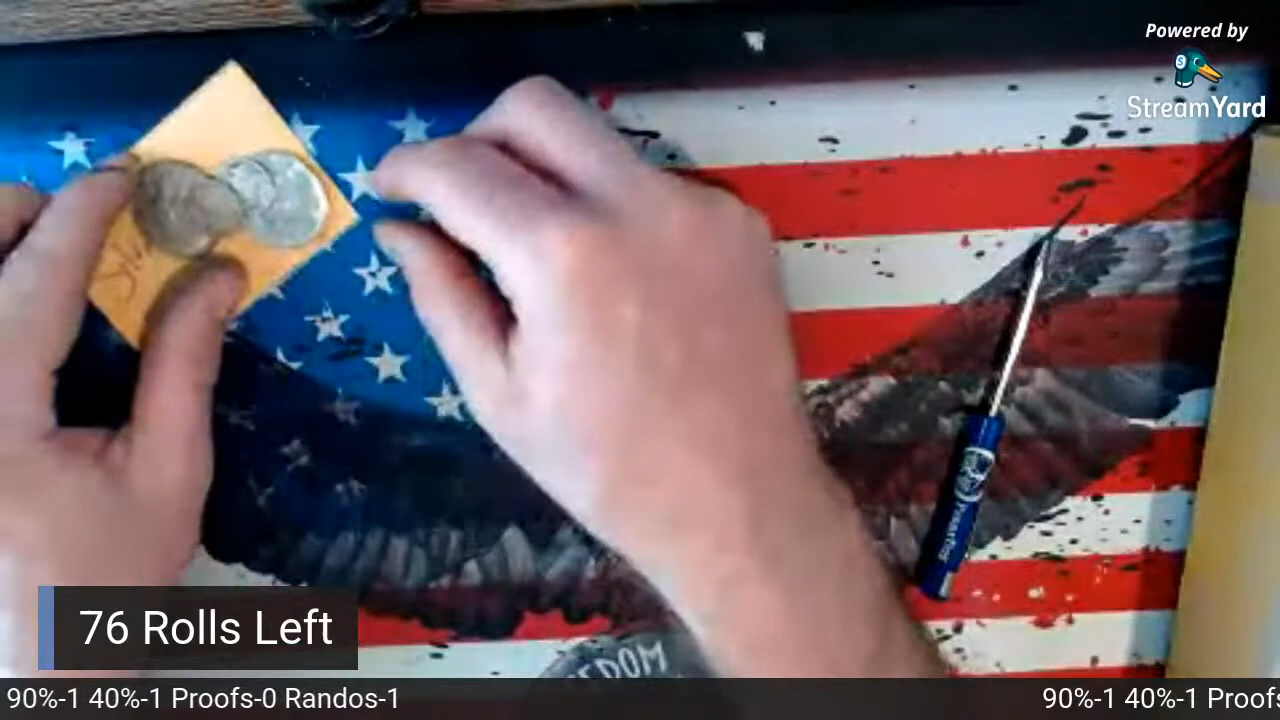 Powered by
StreamYard
EDOM
76 Rolls Left
90%-1 40%-1 Proofs-0 Randos-1
90%-1 40%-1 Proofs